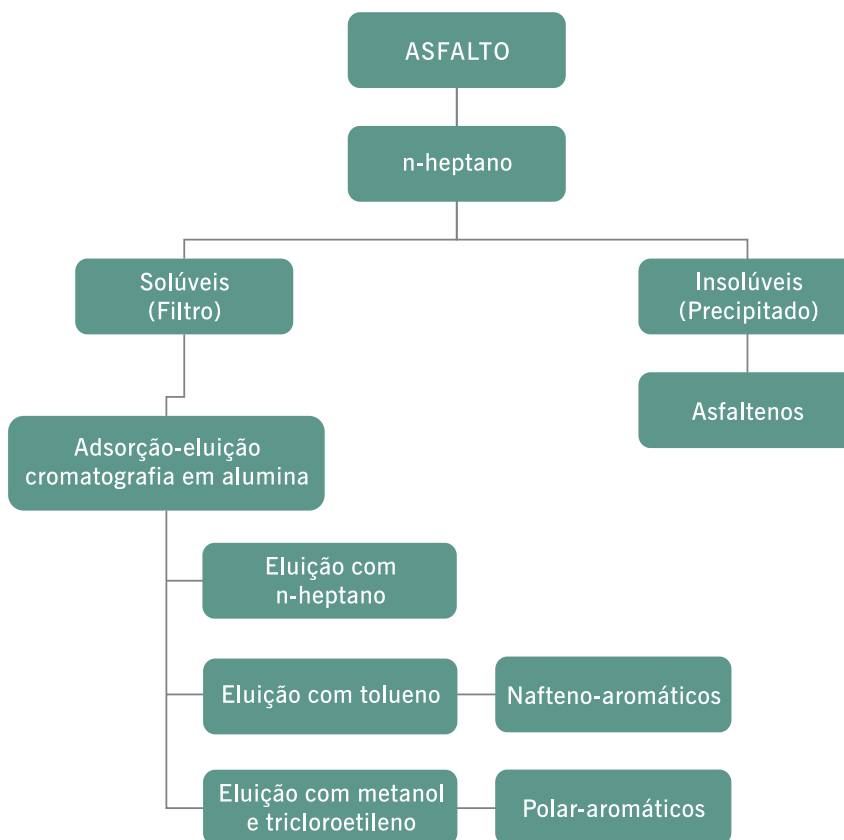 ASFALTO
n-heptano
Solúveis
(Filtro)
Insolúveis
(Precipitado)
Asfaltenos
Adsorção-eluição
cromatografia em alumina
Eluição com
n-heptano
Eluição com tolueno
Nafteno-aromáticos
Eluição com metanol
e tricloroetileno
Polar-aromáticos